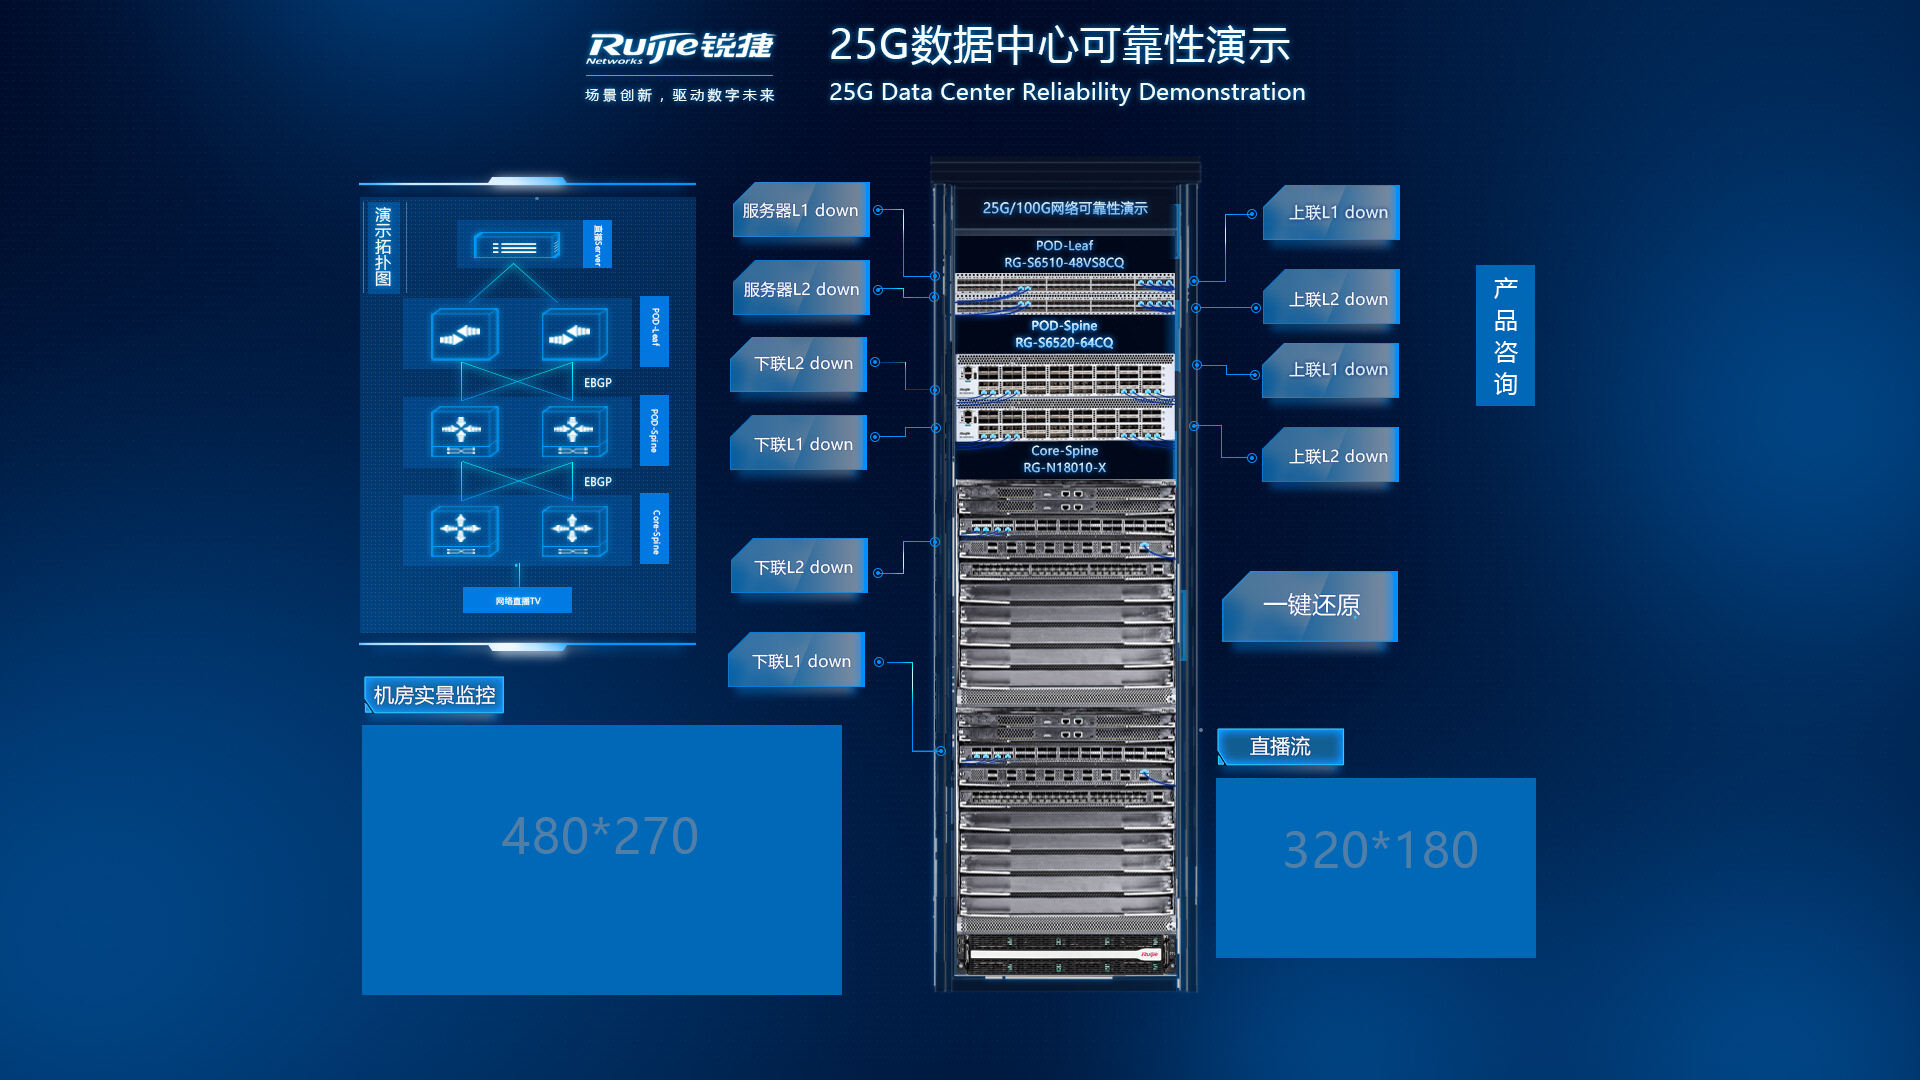 Ruijie锐捷
Networks
场景创新，驱动数字未来
25G数据中心可靠性演示
25G Data Center Reliability Demonstration
演示拓扑图
直播Server
POD-Leaf
EBGP
POD-Spine
EBGP
Core-Spine
网络直播TV
服务器L1 down
服务器L2 down
下联L2 down
下联L1 down
下联L2 down
下联L1 down
25G/100G网络可靠性演示
POD-Leaf
RG-S6510-48VS8CQ
POD-Spine
RG-S6520-64CQ
Core-Spine
RG-N18010-X
Ruijie
上联L1 down
上联L2 down
上联L1 down
上联L2 down
产品咨询
一键还原
机房实景监控
480*270
直播流
320*180